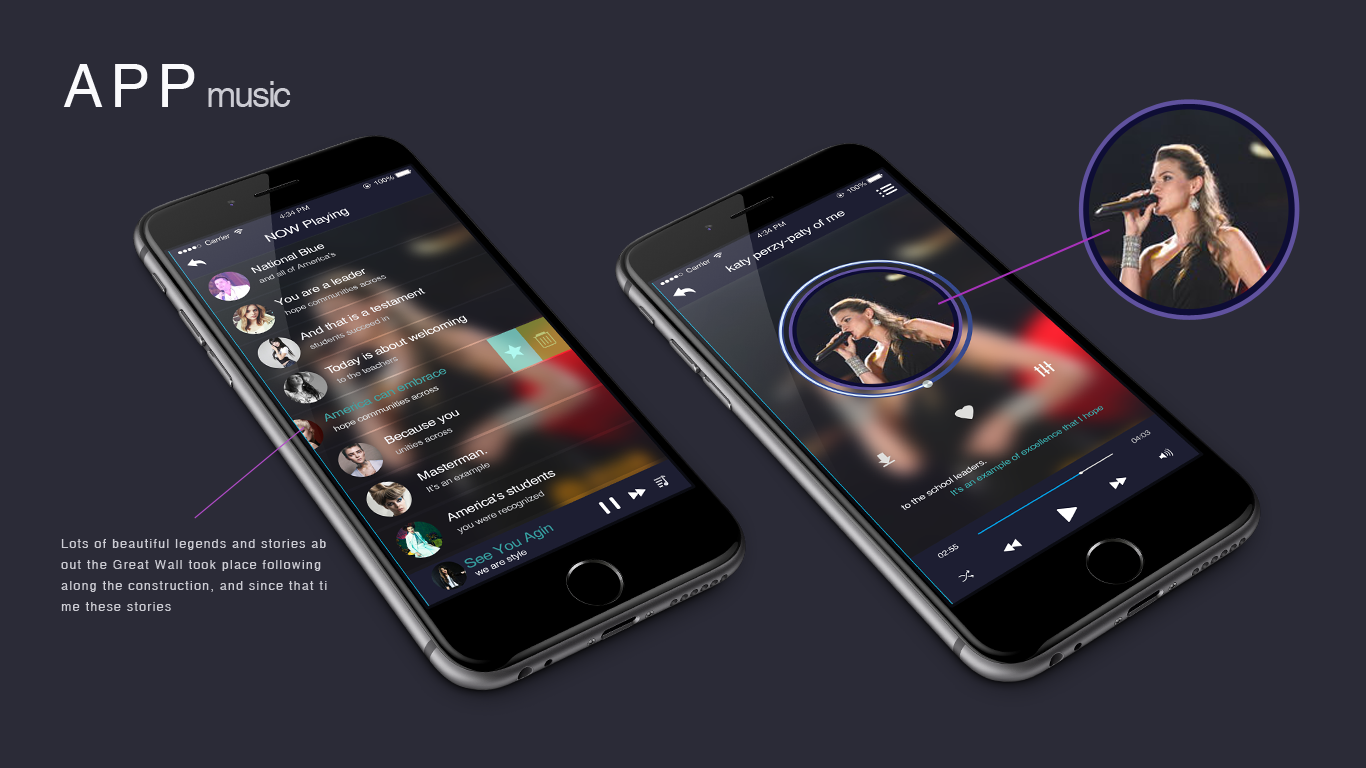 APP music
Carrier 4:34 PM 100%
NOW Playing
National Blue
and all of America's
You are a leader
hope communities across
And that is a testament
students succeed in
Today is about welcoming
to the teachers
America can embrace
hope communities across
Because you
unities across
Masterman.
It's an example
America's students
you were recognized
See You Agin
we are style
Lots of beautiful legends and stories ab
out the Great Wall took place following
along the construction, and since that ti
me these stories
Carrier 4:34 PM 100%
katy perzy-paty of me
to the school leaders.
It's an example of excellence that I hope
02:55 04:03